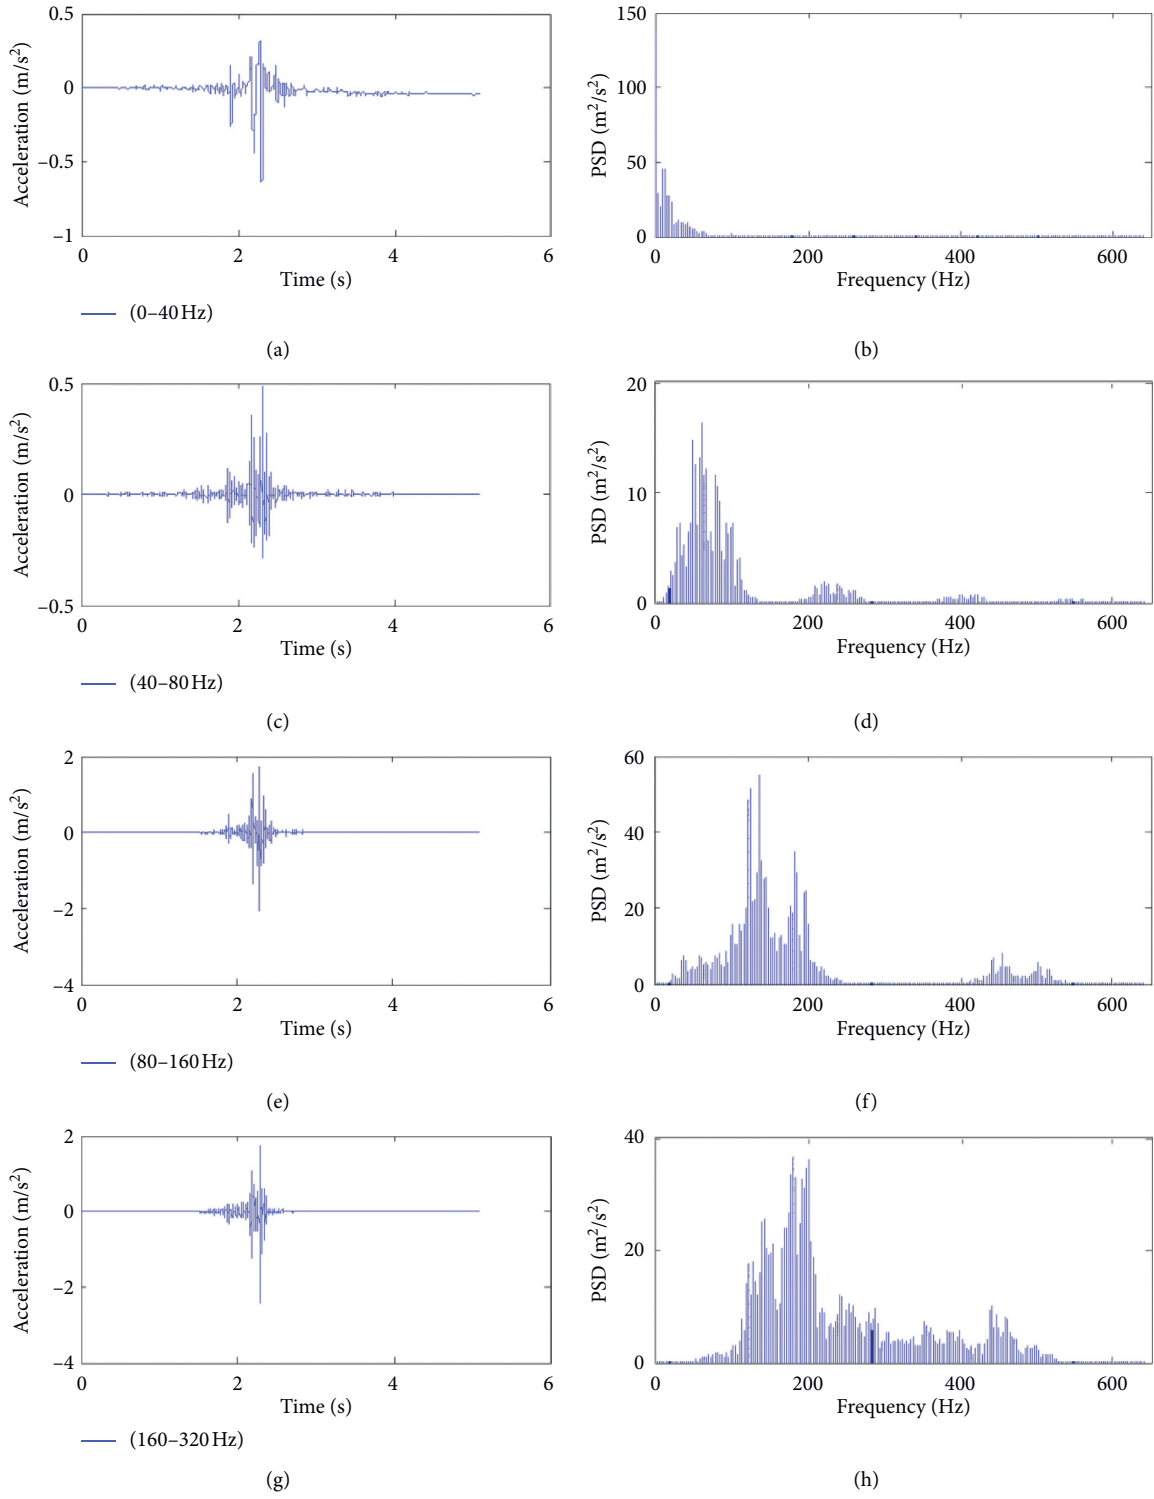 0.5
0
−0.5
−1
Acceleration (m/s²)
0 2 4 6
Time (s)
(0–40 Hz)
(a)
150
100
50
0
PSD (m²/s²)
0 200 400 600
Frequency (Hz)
(b)
0.5
0
−0.5
Acceleration (m/s²)
0 2 4 6
Time (s)
(40–80 Hz)
(c)
20
10
0
PSD (m²/s²)
0 200 400 600
Frequency (Hz)
(d)
2
0
−2
−4
Acceleration (m/s²)
0 2 4 6
Time (s)
(80–160 Hz)
(e)
60
40
20
0
PSD (m²/s²)
0 200 400 600
Frequency (Hz)
(f)
2
0
−2
−4
Acceleration (m/s²)
0 2 4 6
Time (s)
(160–320 Hz)
(g)
40
20
0
PSD (m²/s²)
0 200 400 600
Frequency (Hz)
(h)